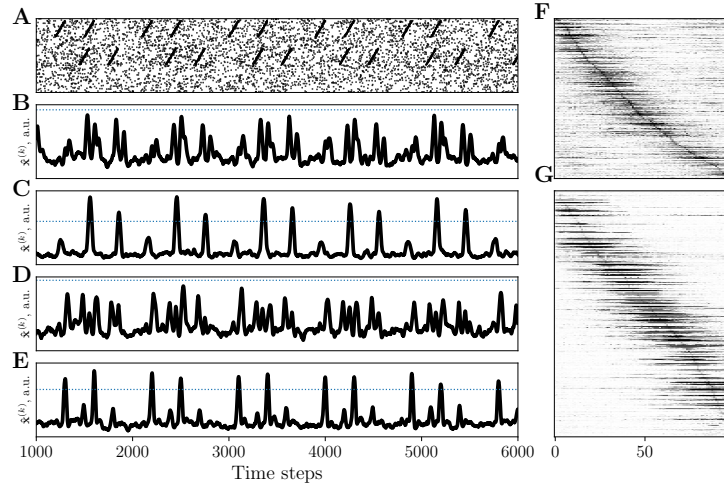 A
F
B
x̂⁽ᵏ⁾, a.u.
C
G
x̂⁽ᵏ⁾, a.u.
D
x̂⁽ᵏ⁾, a.u.
E
x̂⁽ᵏ⁾, a.u.
1000 2000 3000 4000 5000 6000
0 50
Time steps